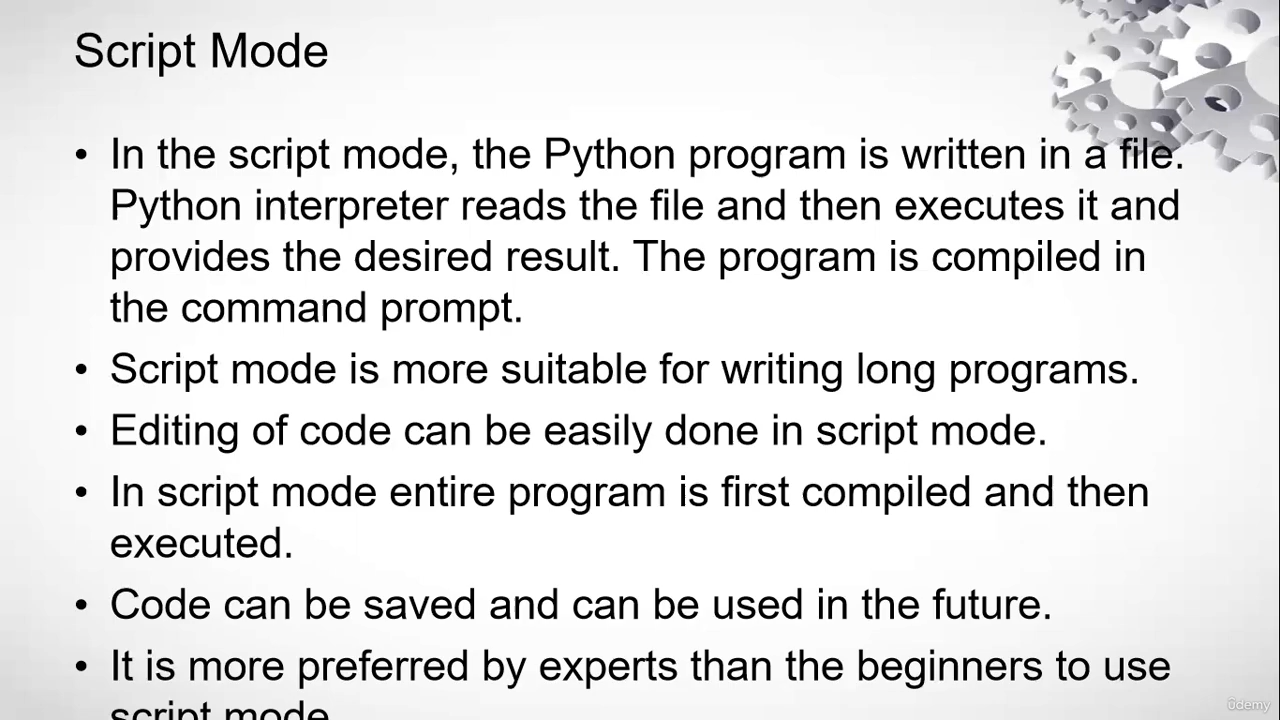 Script Mode
• In the script mode, the Python program is written in a file.
Python interpreter reads the file and then executes it and
provides the desired result. The program is compiled in
the command prompt.
• Script mode is more suitable for writing long programs.
• Editing of code can be easily done in script mode.
• In script mode entire program is first compiled and then
executed.
• Code can be saved and can be used in the future.
• It is more preferred by experts than the beginners to use
script mode.
ûdemy